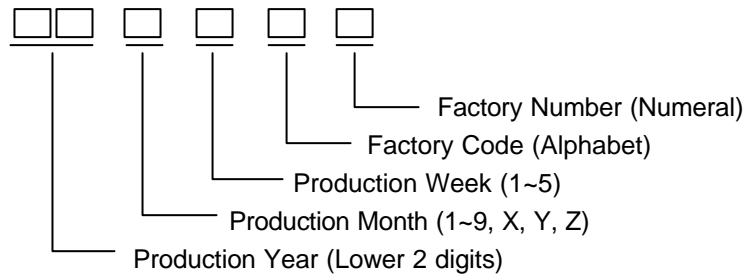 Factory Number (Numeral)
Factory Code (Alphabet)
Production Week (1~5)
Production Month (1~9, X, Y, Z)
Production Year (Lower 2 digits)